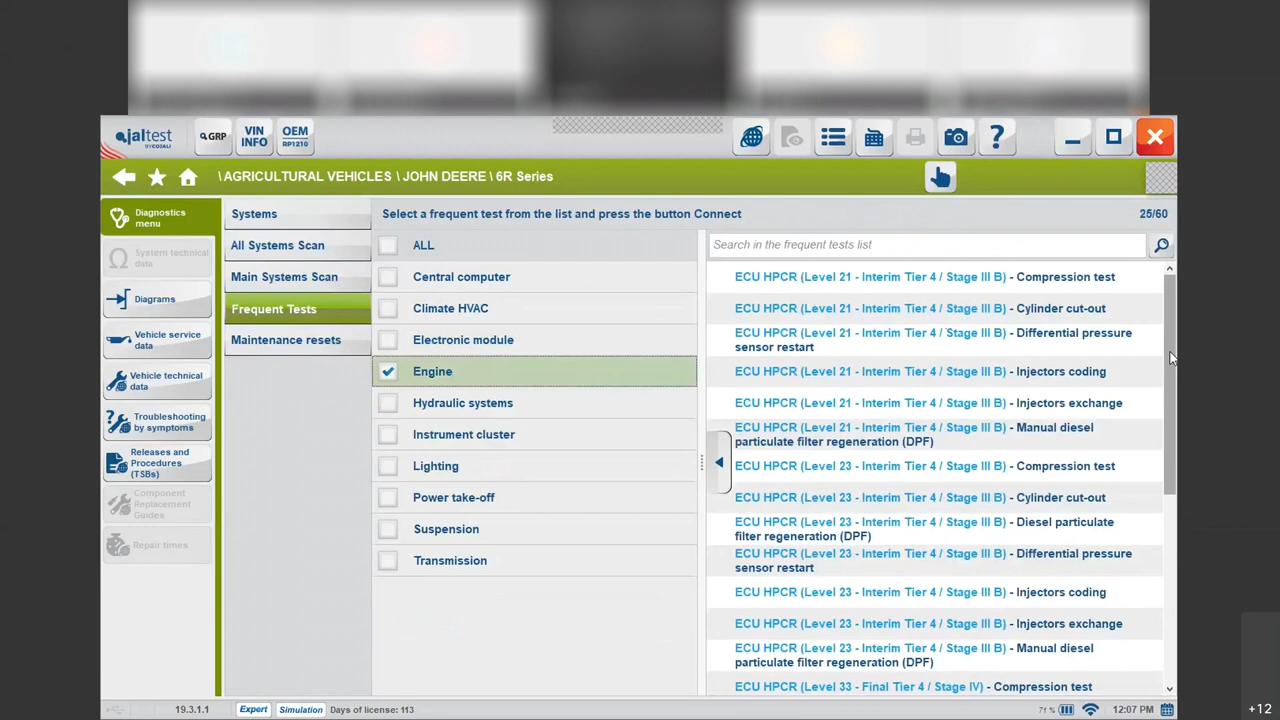 jaltest
BY COJALI
GRP
VIN
INFO
OEM
RP1210
?
\ AGRICULTURAL VEHICLES \ JOHN DEERE \ 6R Series
Diagnostics
menu
System technical
data
Diagrams
Vehicle service
data
Vehicle technical
data
Troubleshooting
by symptoms
Releases and
Procedures
(TSBs)
Component
Replacement
Guides
Repair times
Systems
All Systems Scan
Main Systems Scan
Frequent Tests
Maintenance resets
Select a frequent test from the list and press the button Connect
25/60
ALL
Central computer
Climate HVAC
Electronic module
Engine
Hydraulic systems
Instrument cluster
Lighting
Power take-off
Suspension
Transmission
Search in the frequent tests list
ECU HPCR (Level 21 - Interim Tier 4 / Stage III B) - Compression test
ECU HPCR (Level 21 - Interim Tier 4 / Stage III B) - Cylinder cut-out
ECU HPCR (Level 21 - Interim Tier 4 / Stage III B) - Differential pressure
sensor restart
ECU HPCR (Level 21 - Interim Tier 4 / Stage III B) - Injectors coding
ECU HPCR (Level 21 - Interim Tier 4 / Stage III B) - Injectors exchange
ECU HPCR (Level 21 - Interim Tier 4 / Stage III B) - Manual diesel
particulate filter regeneration (DPF)
ECU HPCR (Level 23 - Interim Tier 4 / Stage III B) - Compression test
ECU HPCR (Level 23 - Interim Tier 4 / Stage III B) - Cylinder cut-out
ECU HPCR (Level 23 - Interim Tier 4 / Stage III B) - Diesel particulate
filter regeneration (DPF)
ECU HPCR (Level 23 - Interim Tier 4 / Stage III B) - Differential pressure
sensor restart
ECU HPCR (Level 23 - Interim Tier 4 / Stage III B) - Injectors coding
ECU HPCR (Level 23 - Interim Tier 4 / Stage III B) - Injectors exchange
ECU HPCR (Level 23 - Interim Tier 4 / Stage III B) - Manual diesel
particulate filter regeneration (DPF)
ECU HPCR (Level 33 - Final Tier 4 / Stage IV) - Compression test
19.3.1.1
Expert
Simulation
Days of license: 113
71 %
12:07 PM
+12